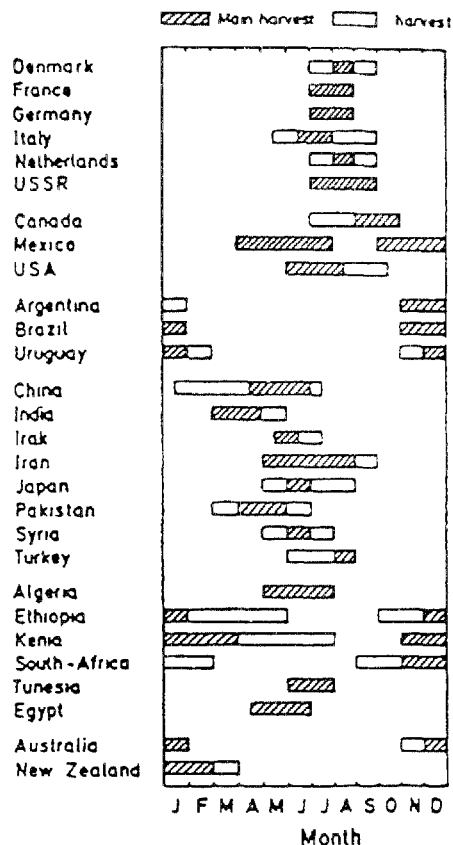 Main harvest harvest
Denmark
France
Germany
Italy
Netherlands
USSR
Canada
Mexico
USA
Argentina
Brazil
Uruguay
China
India
Irak
Iran
Japan
Pakistan
Syria
Turkey
Algeria
Ethiopia
Kenia
South-Africa
Tunesia
Egypt
Australia
New Zealand
J F M A M J J A S O N D
Month